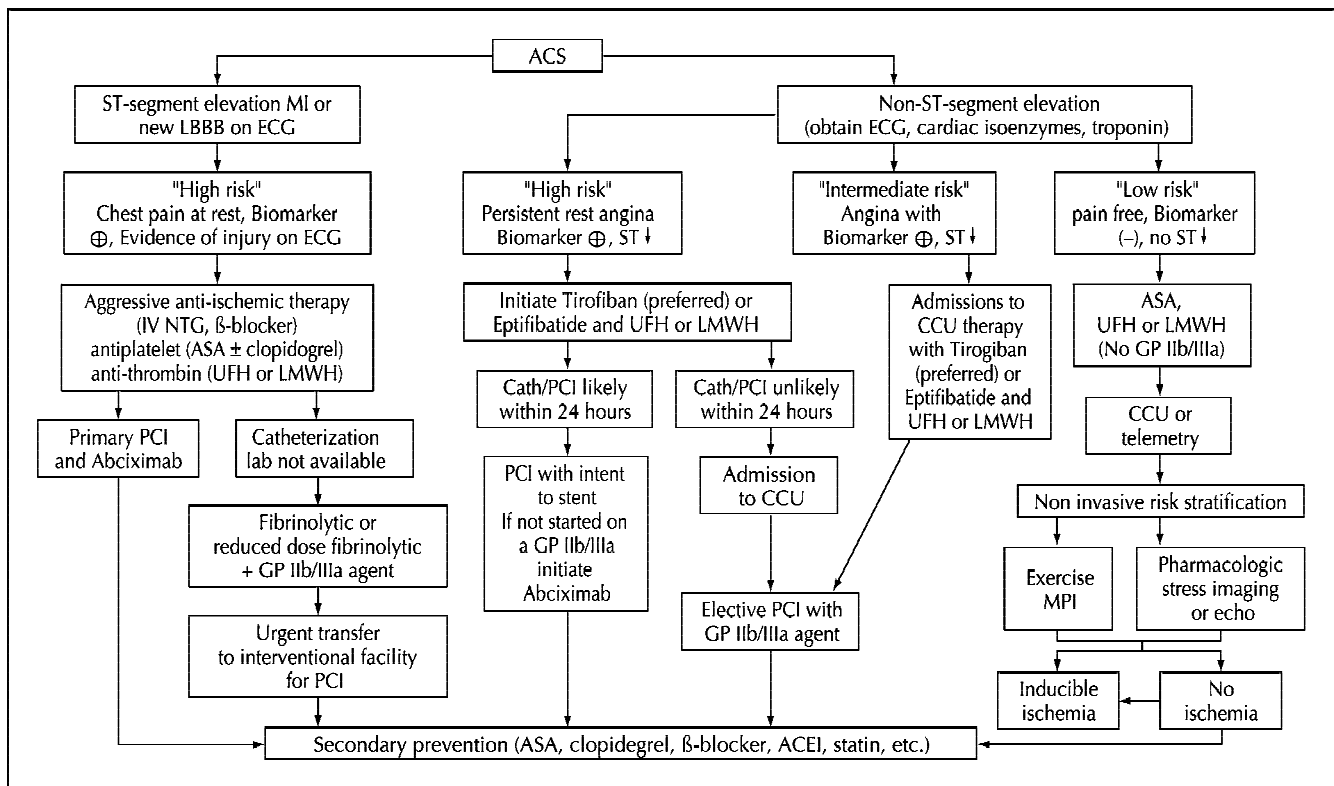 ACS
ST-segment elevation MI or
new LBBB on ECG
Non-ST-segment elevation
(obtain ECG, cardiac isoenzymes, troponin)
"High risk"
Chest pain at rest, Biomarker
⊕, Evidence of injury on ECG
"High risk"
Persistent rest angina
Biomarker ⊕, ST↓
"Intermediate risk"
Angina with
Biomarker ⊕, ST↓
"Low risk"
pain free, Biomarker
(–), no ST↓
Aggressive anti-ischemic therapy
(IV NTG, ß-blocker)
antiplatelet (ASA ± clopidogrel)
anti-thrombin (UFH or LMWH)
Initiate Tirofiban (preferred) or
Eptifibatide and UFH or LMWH
Admissions to
CCU therapy
with Tirogiban
(preferred) or
Eptifibatide and
UFH or LMWH
ASA,
UFH or LMWH
(No GP IIb/IIIa)
Cath/PCI likely
within 24 hours
Cath/PCI unlikely
within 24 hours
Primary PCI
and Abciximab
Catheterization
lab not available
CCU or
telemetry
PCI with intent
to stent
If not started on
a GP IIb/IIIa
initiate
Abciximab
Admission
to CCU
Non invasive risk stratification
Fibrinolytic or
reduced dose fibrinolytic
+ GP IIb/IIIa agent
Exercise
MPI
Pharmacologic
stress imaging
or echo
Elective PCI with
GP IIb/IIIa agent
Urgent transfer
to interventional facility
for PCI
Inducible
ischemia
No
ischemia
Secondary prevention (ASA, clopidegrel, ß-blocker, ACEI, statin, etc.)